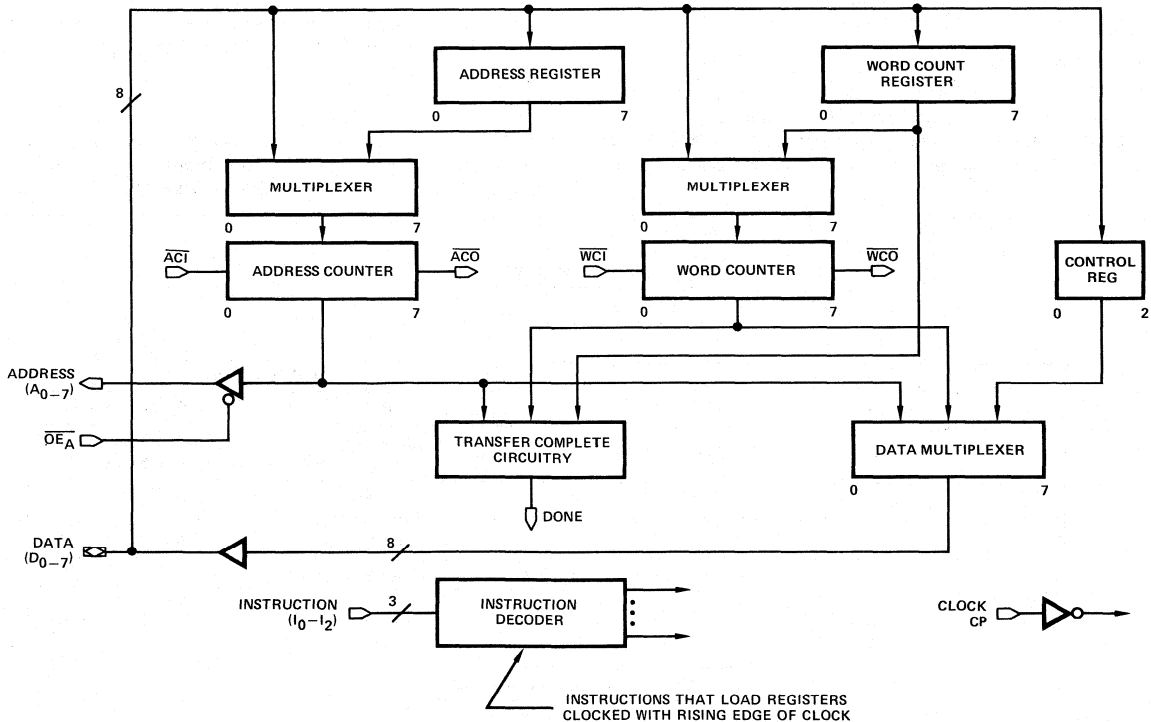 ADDRESS REGISTER
0 7
WORD COUNT
REGISTER
0 7
8
MULTIPLEXER
0 7
MULTIPLEXER
0 7
ACI
ADDRESS COUNTER
ACO
0 7
WCI
WORD COUNTER
WCO
0 7
CONTROL
REG
0 2
ADDRESS
(A0–7)
OEA
TRANSFER COMPLETE
CIRCUITRY
DATA MULTIPLEXER
0 7
DONE
DATA
(D0–7)
8
INSTRUCTION
(I0–I2)
3
INSTRUCTION
DECODER
CLOCK
CP
INSTRUCTIONS THAT LOAD REGISTERS
CLOCKED WITH RISING EDGE OF CLOCK